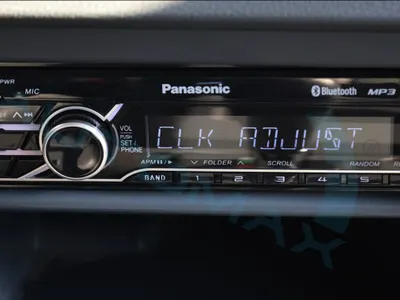 PWR
MIC
Panasonic
Bluetooth MP3
VOL
PUSH
SET/
PHONE
CLK ADJUST
APM FOLDER SCROLL RANDOM
BAND 1 2 3 4 5